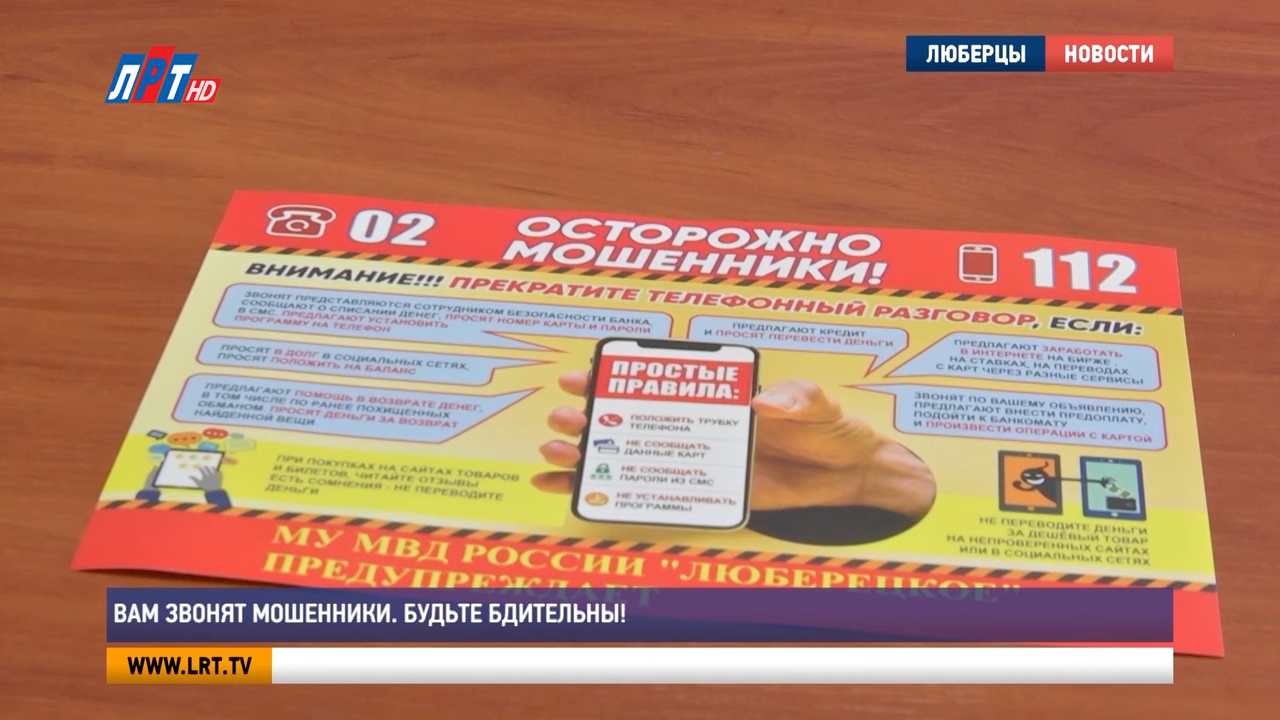 ЛРТ HD
ЛЮБЕРЦЫ НОВОСТИ
02
ОСТОРОЖНО
МОШЕННИКИ!
112
ВНИМАНИЕ!!! ПРЕКРАТИТЕ ТЕЛЕФОННЫЙ РАЗГОВОР, ЕСЛИ:
ЗВОНЯТ ПРЕДСТАВЛЯЮТСЯ СОТРУДНИКОМ БЕЗОПАСНОСТИ БАНКА,
СООБЩАЮТ О СПИСАНИИ ДЕНЕГ, ПРОСЯТ НОМЕР КАРТЫ И ПАРОЛИ
В СМС, ПРЕДЛАГАЮТ УСТАНОВИТЬ
ПРОГРАММУ НА ТЕЛЕФОН
ПРОСЯТ В ДОЛГ В СОЦИАЛЬНЫХ СЕТЯХ,
ПРОСЯТ ПОЛОЖИТЬ НА БАЛАНС
ПРЕДЛАГАЮТ ПОМОЩЬ В ВОЗВРАТЕ ДЕНЕГ,
В ТОМ ЧИСЛЕ ПО РАНЕЕ ПОХИЩЕННЫХ
ОБМАНОМ, ПРОСЯТ ДЕНЬГИ ЗА ВОЗВРАТ
НАЙДЕННОЙ ВЕЩИ
ПРЕДЛАГАЮТ КРЕДИТ
И ПРОСЯТ ПЕРЕВЕСТИ ДЕНЬГИ
ПРЕДЛАГАЮТ ЗАРАБОТАТЬ
В ИНТЕРНЕТЕ НА БИРЖЕ
НА СТАВКАХ, НА ПЕРЕВОДАХ
С КАРТ ЧЕРЕЗ РАЗНЫЕ СЕРВИСЫ
ЗВОНЯТ ПО ВАШЕМУ ОБЪЯВЛЕНИЮ,
ПРЕДЛАГАЮТ ВНЕСТИ ПРЕДОПЛАТУ,
ПОДОЙТИ К БАНКОМАТУ
И ПРОИЗВЕСТИ ОПЕРАЦИИ С КАРТОЙ
ПРОСТЫЕ
ПРАВИЛА:
ПОЛОЖИТЬ ТРУБКУ
ТЕЛЕФОНА
НЕ СООБЩАТЬ
ДАННЫЕ КАРТ
НЕ СООБЩАТЬ
ПАРОЛИ ИЗ СМС
НЕ УСТАНАВЛИВАТЬ
ПРОГРАММЫ
ПРИ ПОКУПКАХ НА САЙТАХ ТОВАРОВ
И БИЛЕТОВ, ЧИТАЙТЕ ОТЗЫВЫ
ЕСТЬ СОМНЕНИЯ - НЕ ПЕРЕВОДИТЕ
ДЕНЬГИ
НЕ ПЕРЕВОДИТЕ ДЕНЬГИ
ЗА ДЕШЁВЫЙ ТОВАР
НА НЕПРОВЕРЕННЫХ САЙТАХ
ИЛИ В СОЦИАЛЬНЫХ СЕТЯХ
МУ МВД РОССИИ "ЛЮБЕРЕЦКОЕ"
ПРЕДУПРЕЖДАЕТ
ВАМ ЗВОНЯТ МОШЕННИКИ. БУДЬТЕ БДИТЕЛЬНЫ!
WWW.LRT.TV